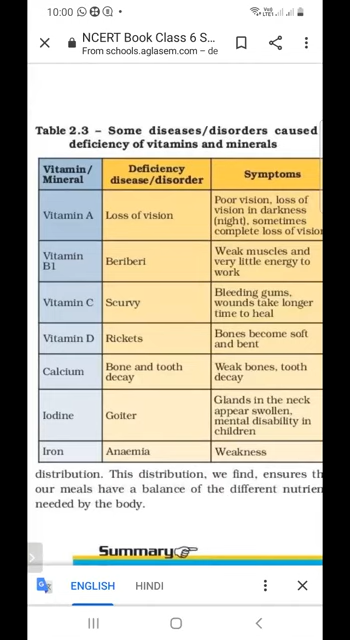 10:00
NCERT Book Class 6 S...
From schools.aglasem.com – de
Table 2.3 – Some diseases/disorders caused
deficiency of vitamins and minerals
Vitamin/
Mineral
Deficiency
disease/disorder
Symptoms
Vitamin A
Loss of vision
Poor vision, loss of
vision in darkness
(night), sometimes
complete loss of vision
Vitamin
B1
Beriberi
Weak muscles and
very little energy to
work
Vitamin C
Scurvy
Bleeding gums,
wounds take longer
time to heal
Vitamin D
Rickets
Bones become soft
and bent
Calcium
Bone and tooth
decay
Weak bones, tooth
decay
Iodine
Goiter
Glands in the neck
appear swollen,
mental disability in
children
Iron
Anaemia
Weakness
distribution. This distribution, we find, ensures th
our meals have a balance of the different nutrien
needed by the body.
Summary
ENGLISH
HINDI